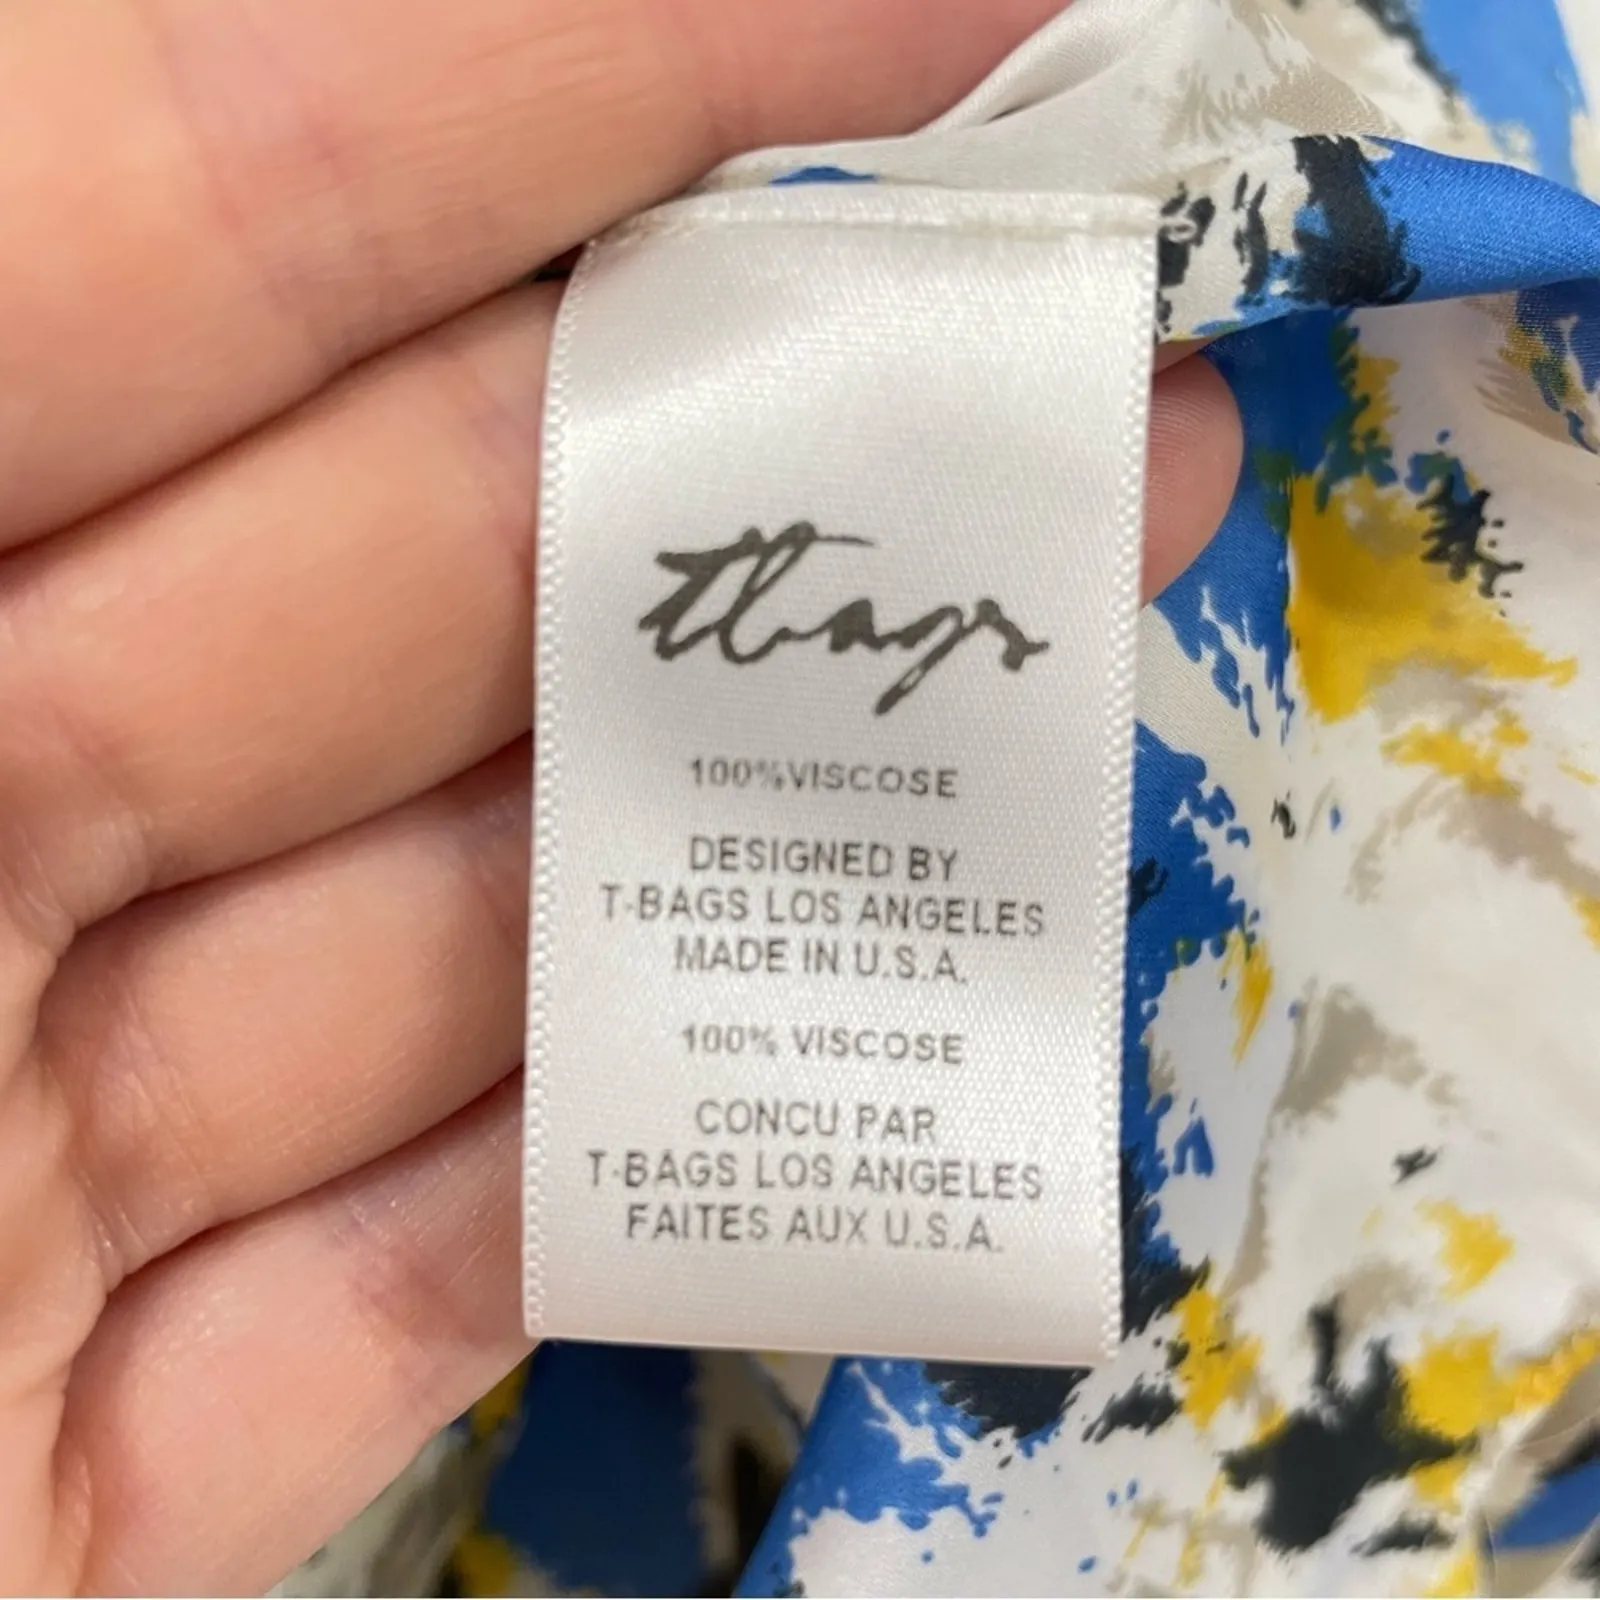 tbags
100%VISCOSE
DESIGNED BY
T-BAGS LOS ANGELES
MADE IN U.S.A.
100% VISCOSE
CONCU PAR
T-BAGS LOS ANGELES
FAITES AUX U.S.A.